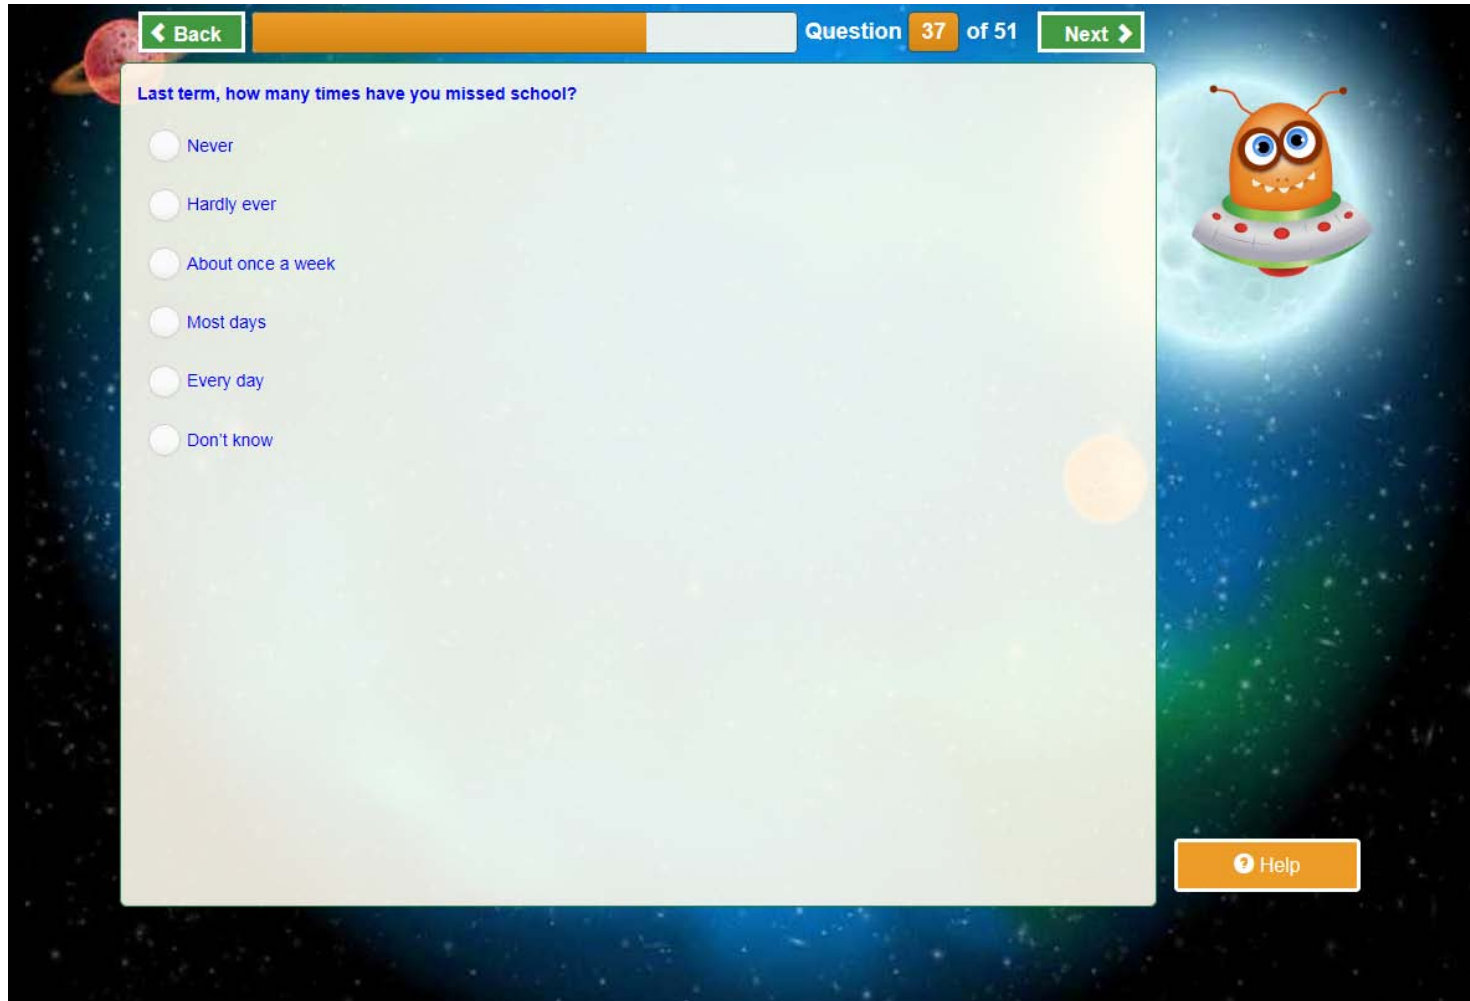 Back
Question 37 of 51
Next
Last term, how many times have you missed school?
Never
Hardly ever
About once a week
Most days
Every day
Don't know
? Help